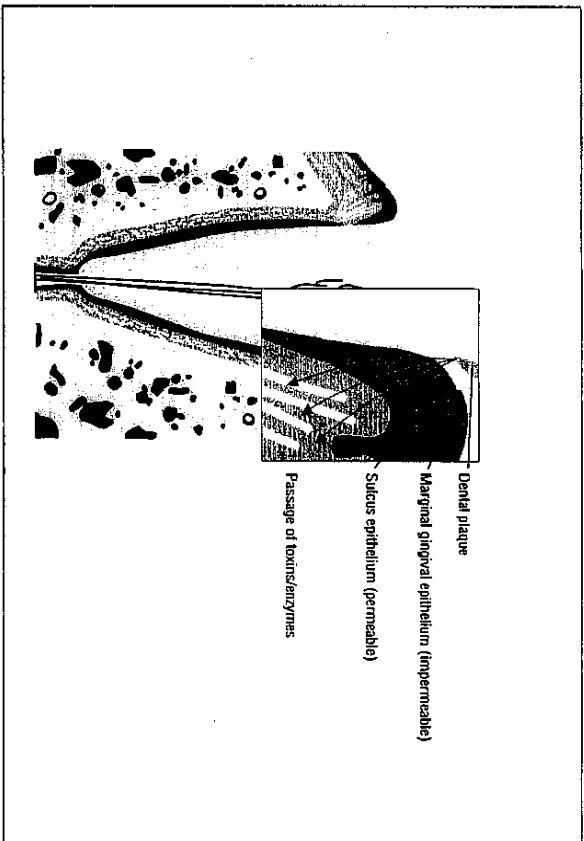 Dental plaque
Marginal gingival epithelium (impermeable)
Sulcus epithelium (permeable)
Passage of toxins/enzymes